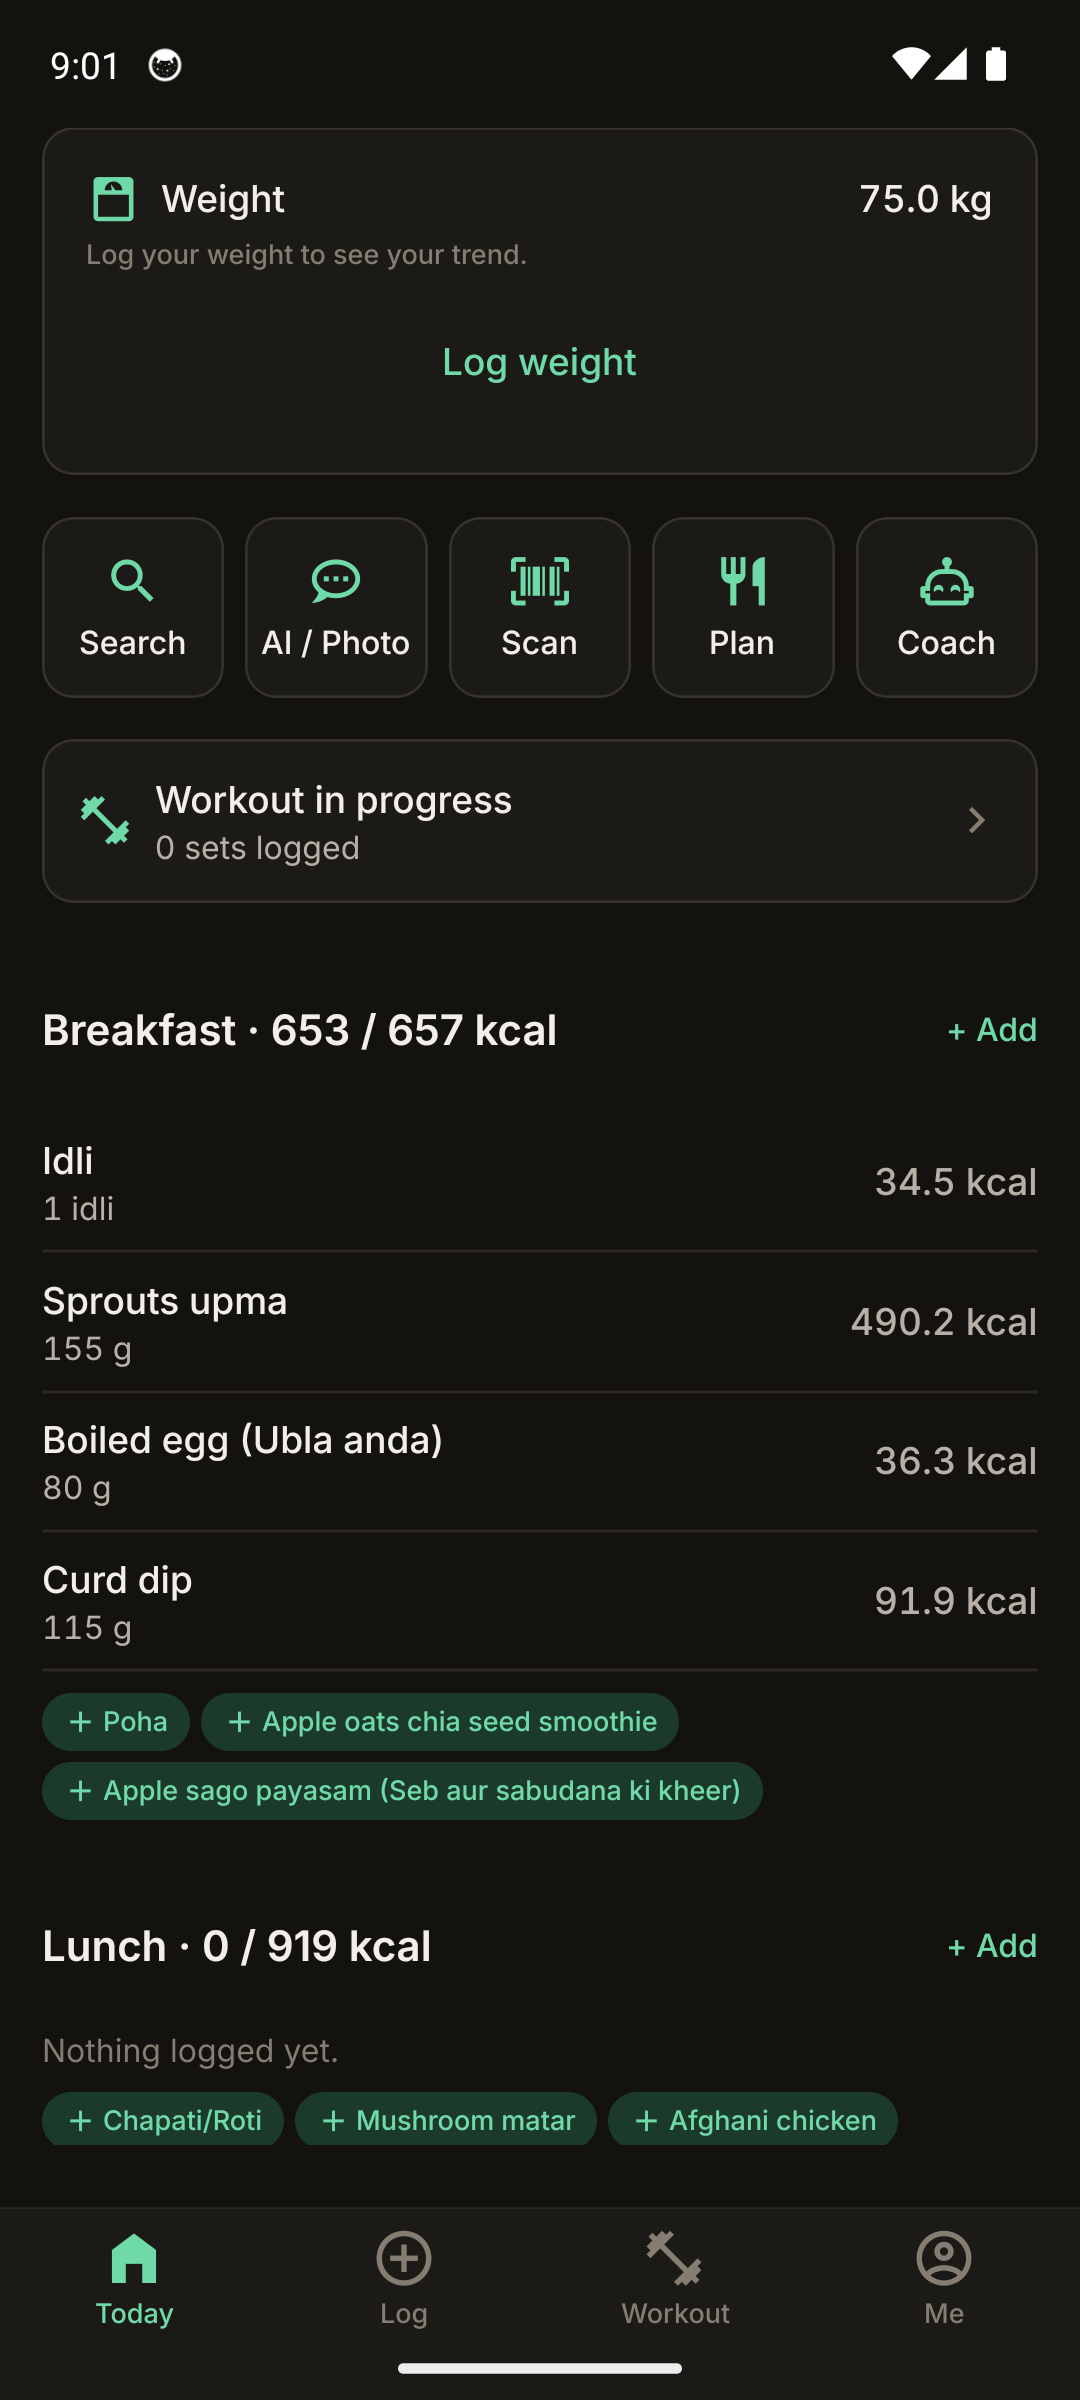 9:01
Weight
75.0 kg
Log your weight to see your trend.
Log weight
Search
AI / Photo
Scan
Plan
Coach
Workout in progress
0 sets logged
Breakfast · 653 / 657 kcal
+ Add
Idli
1 idli
34.5 kcal
Sprouts upma
155 g
490.2 kcal
Boiled egg (Ubla anda)
80 g
36.3 kcal
Curd dip
115 g
91.9 kcal
+ Poha
+ Apple oats chia seed smoothie
+ Apple sago payasam (Seb aur sabudana ki kheer)
Lunch · 0 / 919 kcal
+ Add
Nothing logged yet.
+ Chapati/Roti
+ Mushroom matar
+ Afghani chicken
Today
Log
Workout
Me